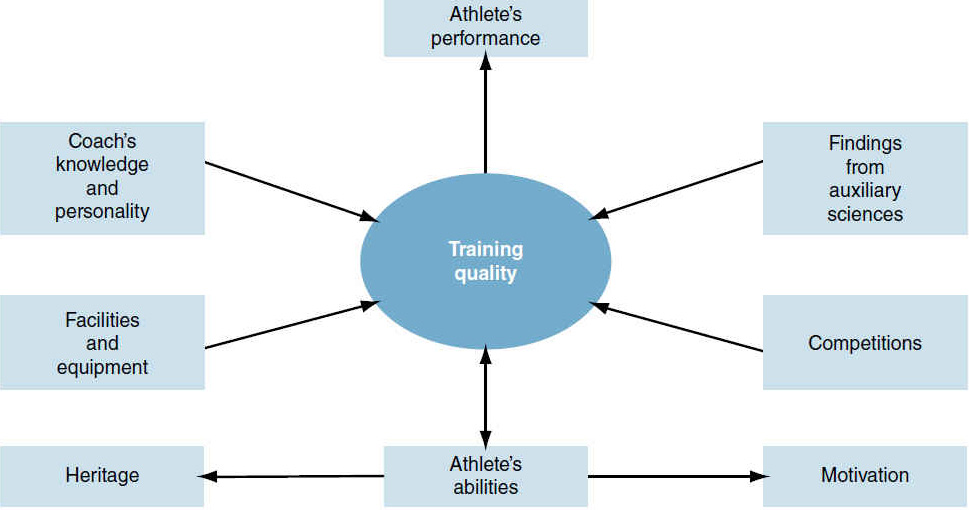 Athlete's
performance
Coach's
knowledge
and
personality
Findings
from
auxiliary
sciences
Training
quality
Facilities
and
equipment
Competitions
Heritage
Athlete's
abilities
Motivation